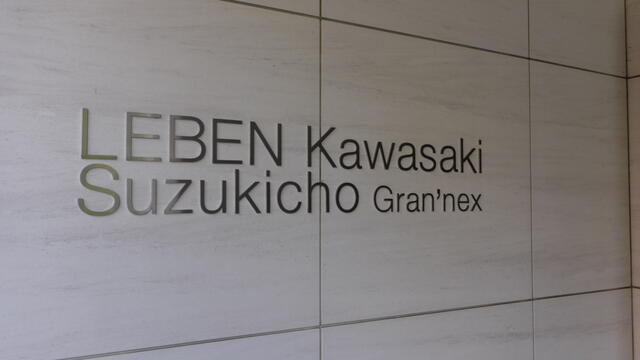 LEBEN Kawasaki
Suzukicho Gran'nex